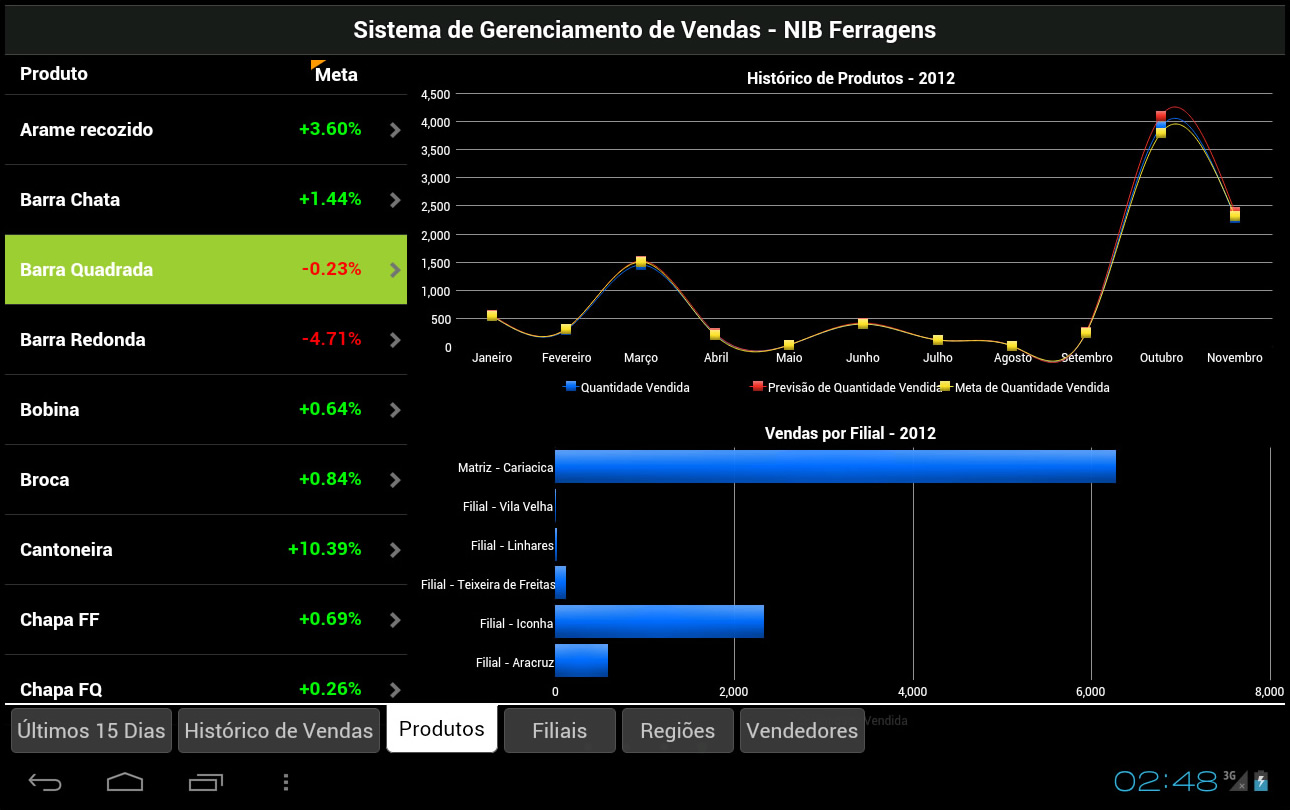 Sistema de Gerenciamento de Vendas - NIB Ferragens
Produto Meta
Arame recozido +3.60%
Barra Chata +1.44%
Barra Quadrada -0.23%
Barra Redonda -4.71%
Bobina +0.64%
Broca +0.84%
Cantoneira +10.39%
Chapa FF +0.69%
Chapa FQ +0.26%
Histórico de Produtos - 2012
4,500
4,000
3,500
3,000
2,500
2,000
1,500
1,000
500
0
Janeiro Fevereiro Março Abril Maio Junho Julho Agosto Setembro Outubro Novembro
Quantidade Vendida Previsão de Quantidade Vendida Meta de Quantidade Vendida
Vendas por Filial - 2012
Matriz - Cariacica
Filial - Vila Velha
Filial - Linhares
Filial - Teixeira de Freitas
Filial - Iconha
Filial - Aracruz
0 2,000 4,000 6,000 8,000
Vendida
Últimos 15 Dias Histórico de Vendas Produtos Filiais Regiões Vendedores
02:48 3G